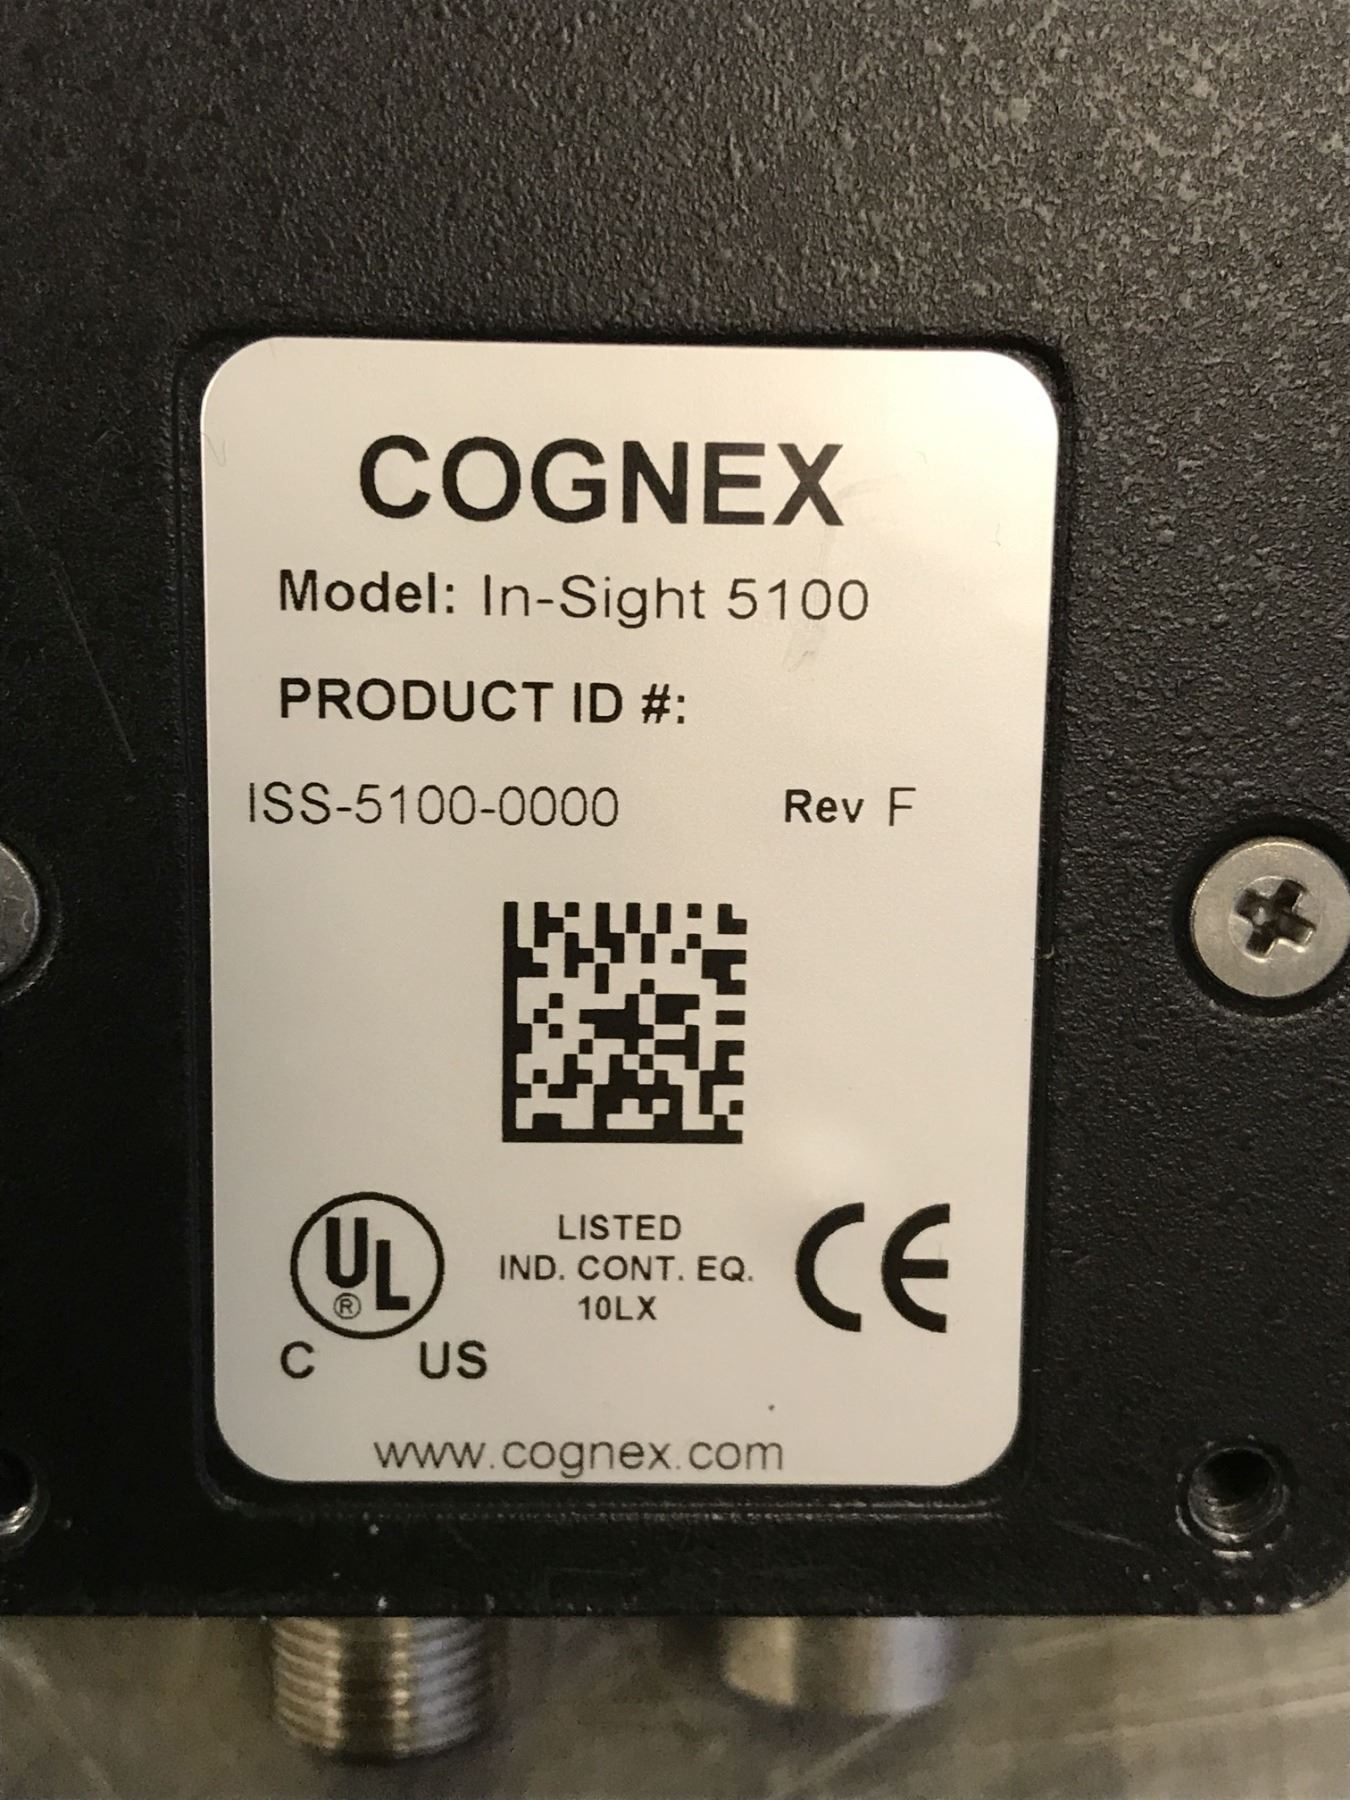 COGNEX
Model: In-Sight 5100
PRODUCT ID #:
ISS-5100-0000 Rev F
UL
®
C US
LISTED
IND. CONT. EQ.
10LX
CE
www.cognex.com